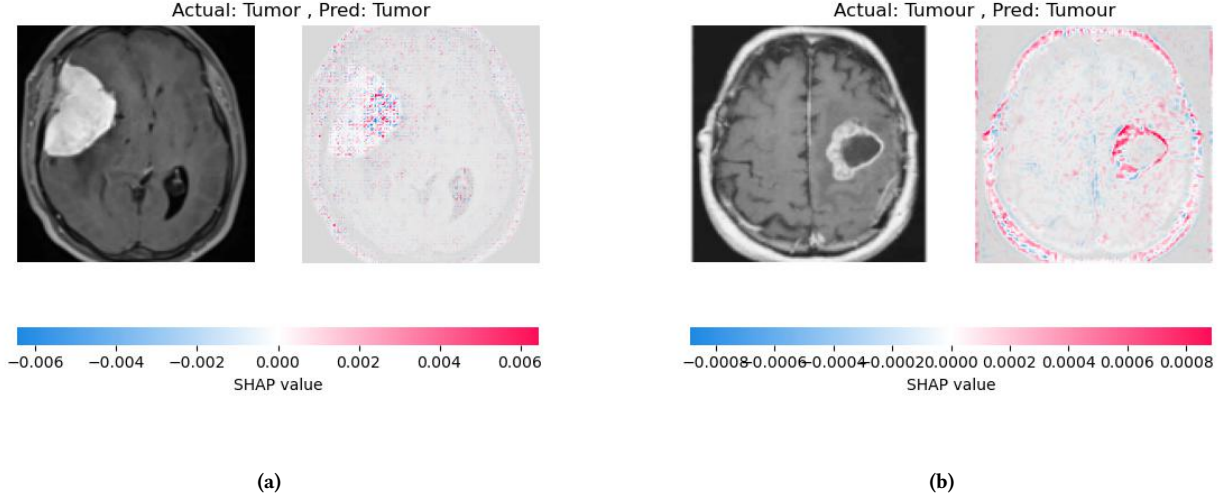 Actual: Tumor , Pred: Tumor
Actual: Tumour , Pred: Tumour
−0.006 −0.004 −0.002 0.000 0.002 0.004 0.006
SHAP value
−0.0008−0.0006−0.0004−0.00020.0000 0.0002 0.0004 0.0006 0.0008
SHAP value
(a)
(b)